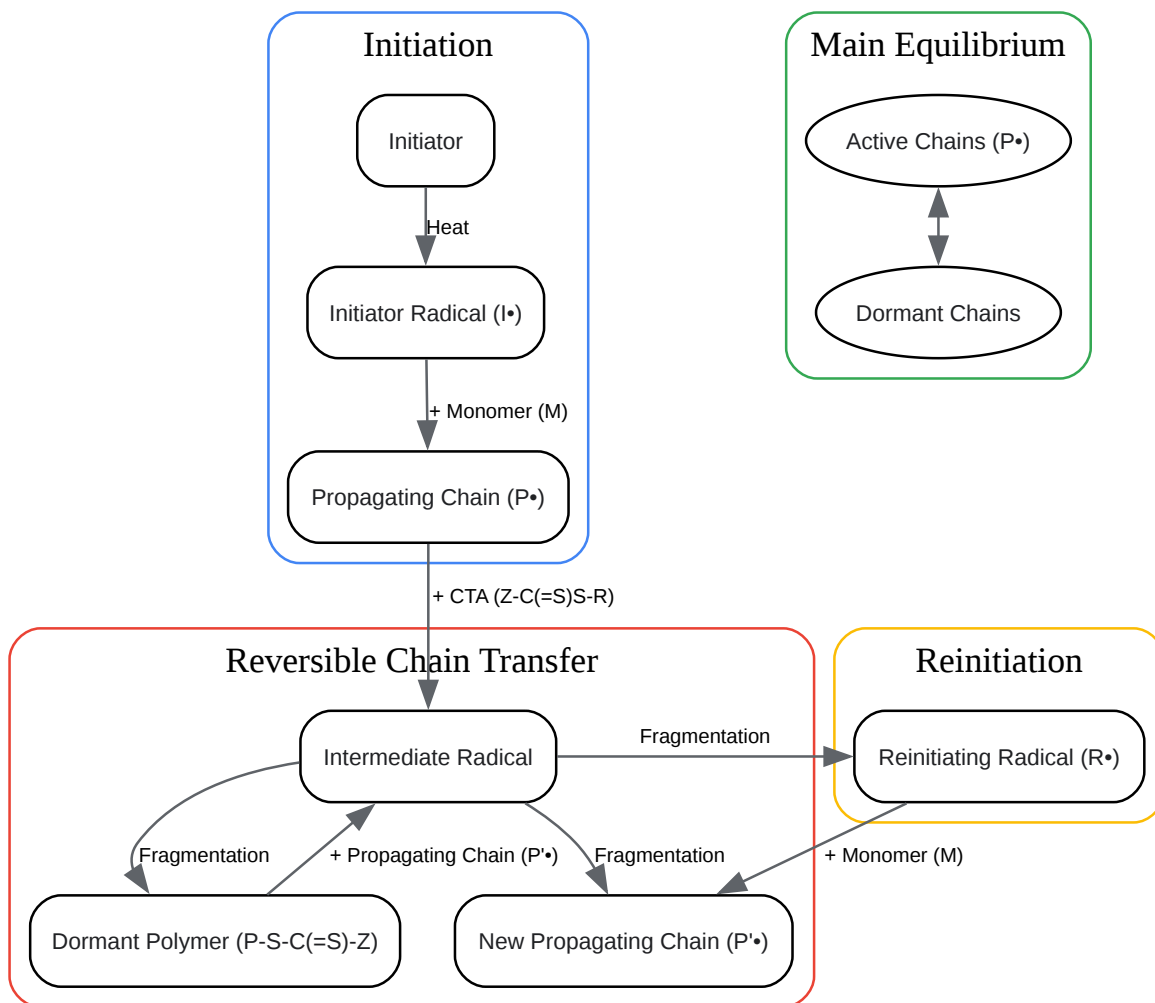 Initiation
Main Equilibrium
Initiator
Active Chains (P•)
Heat
Initiator Radical (I•)
Dormant Chains
+ Monomer (M)
Propagating Chain (P•)
+ CTA (Z-C(=S)S-R)
Reversible Chain Transfer
Reinitiation
Intermediate Radical
Fragmentation
Reinitiating Radical (R•)
Fragmentation
+ Propagating Chain (P'•)
Fragmentation
+ Monomer (M)
Dormant Polymer (P-S-C(=S)-Z)
New Propagating Chain (P'•)